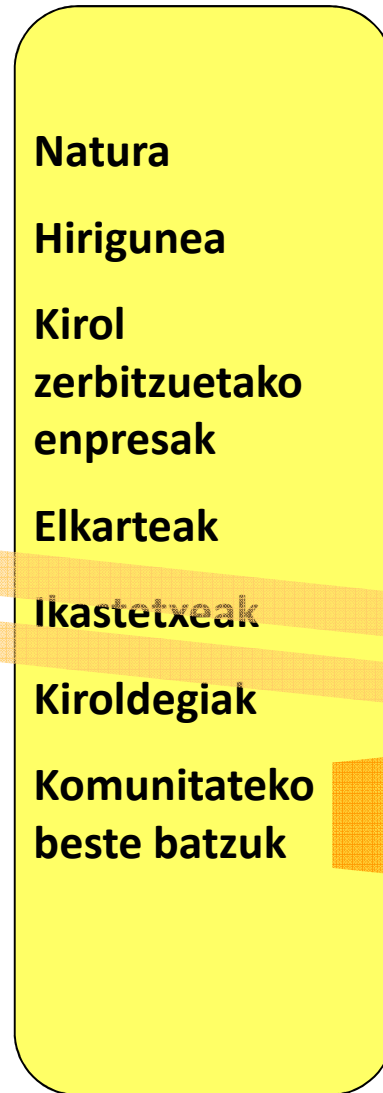 Natura
Hirigunea
Kirol
zerbitzuetako
enpresak
Elkarteak
Ikastetxeak
Kiroldegiak
Komunitateko
beste batzuk